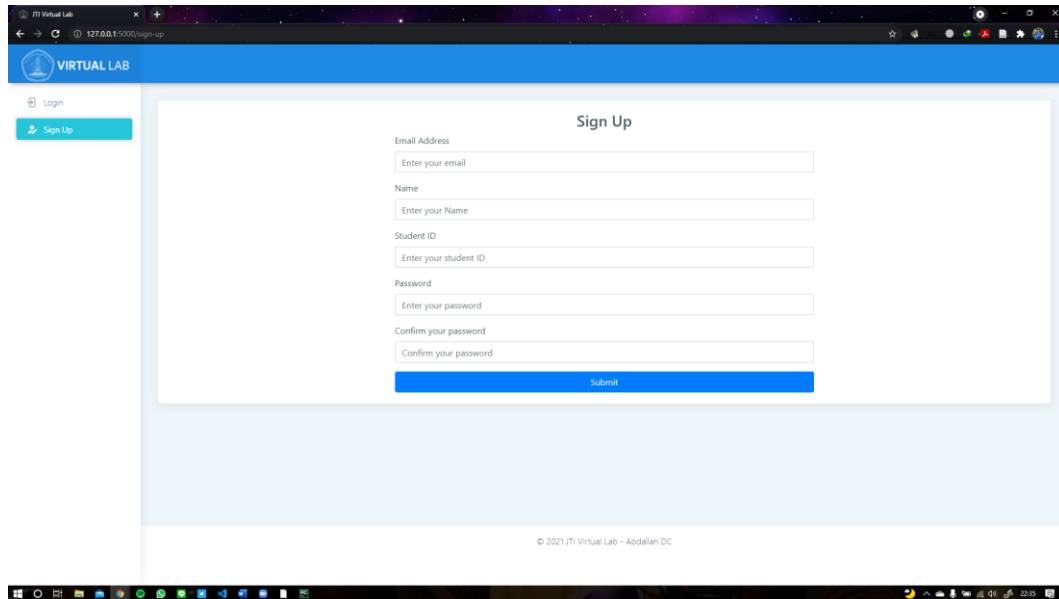 JTI Virtual Lab
127.0.0.1:5000/sign-up
VIRTUAL LAB
Login
Sign Up
Sign Up
Email Address
Enter your email
Name
Enter your Name
Student ID
Enter your student ID
Password
Enter your password
Confirm your password
Confirm your password
Submit
© 2021 JTI Virtual Lab - Abdallah DC
22:35